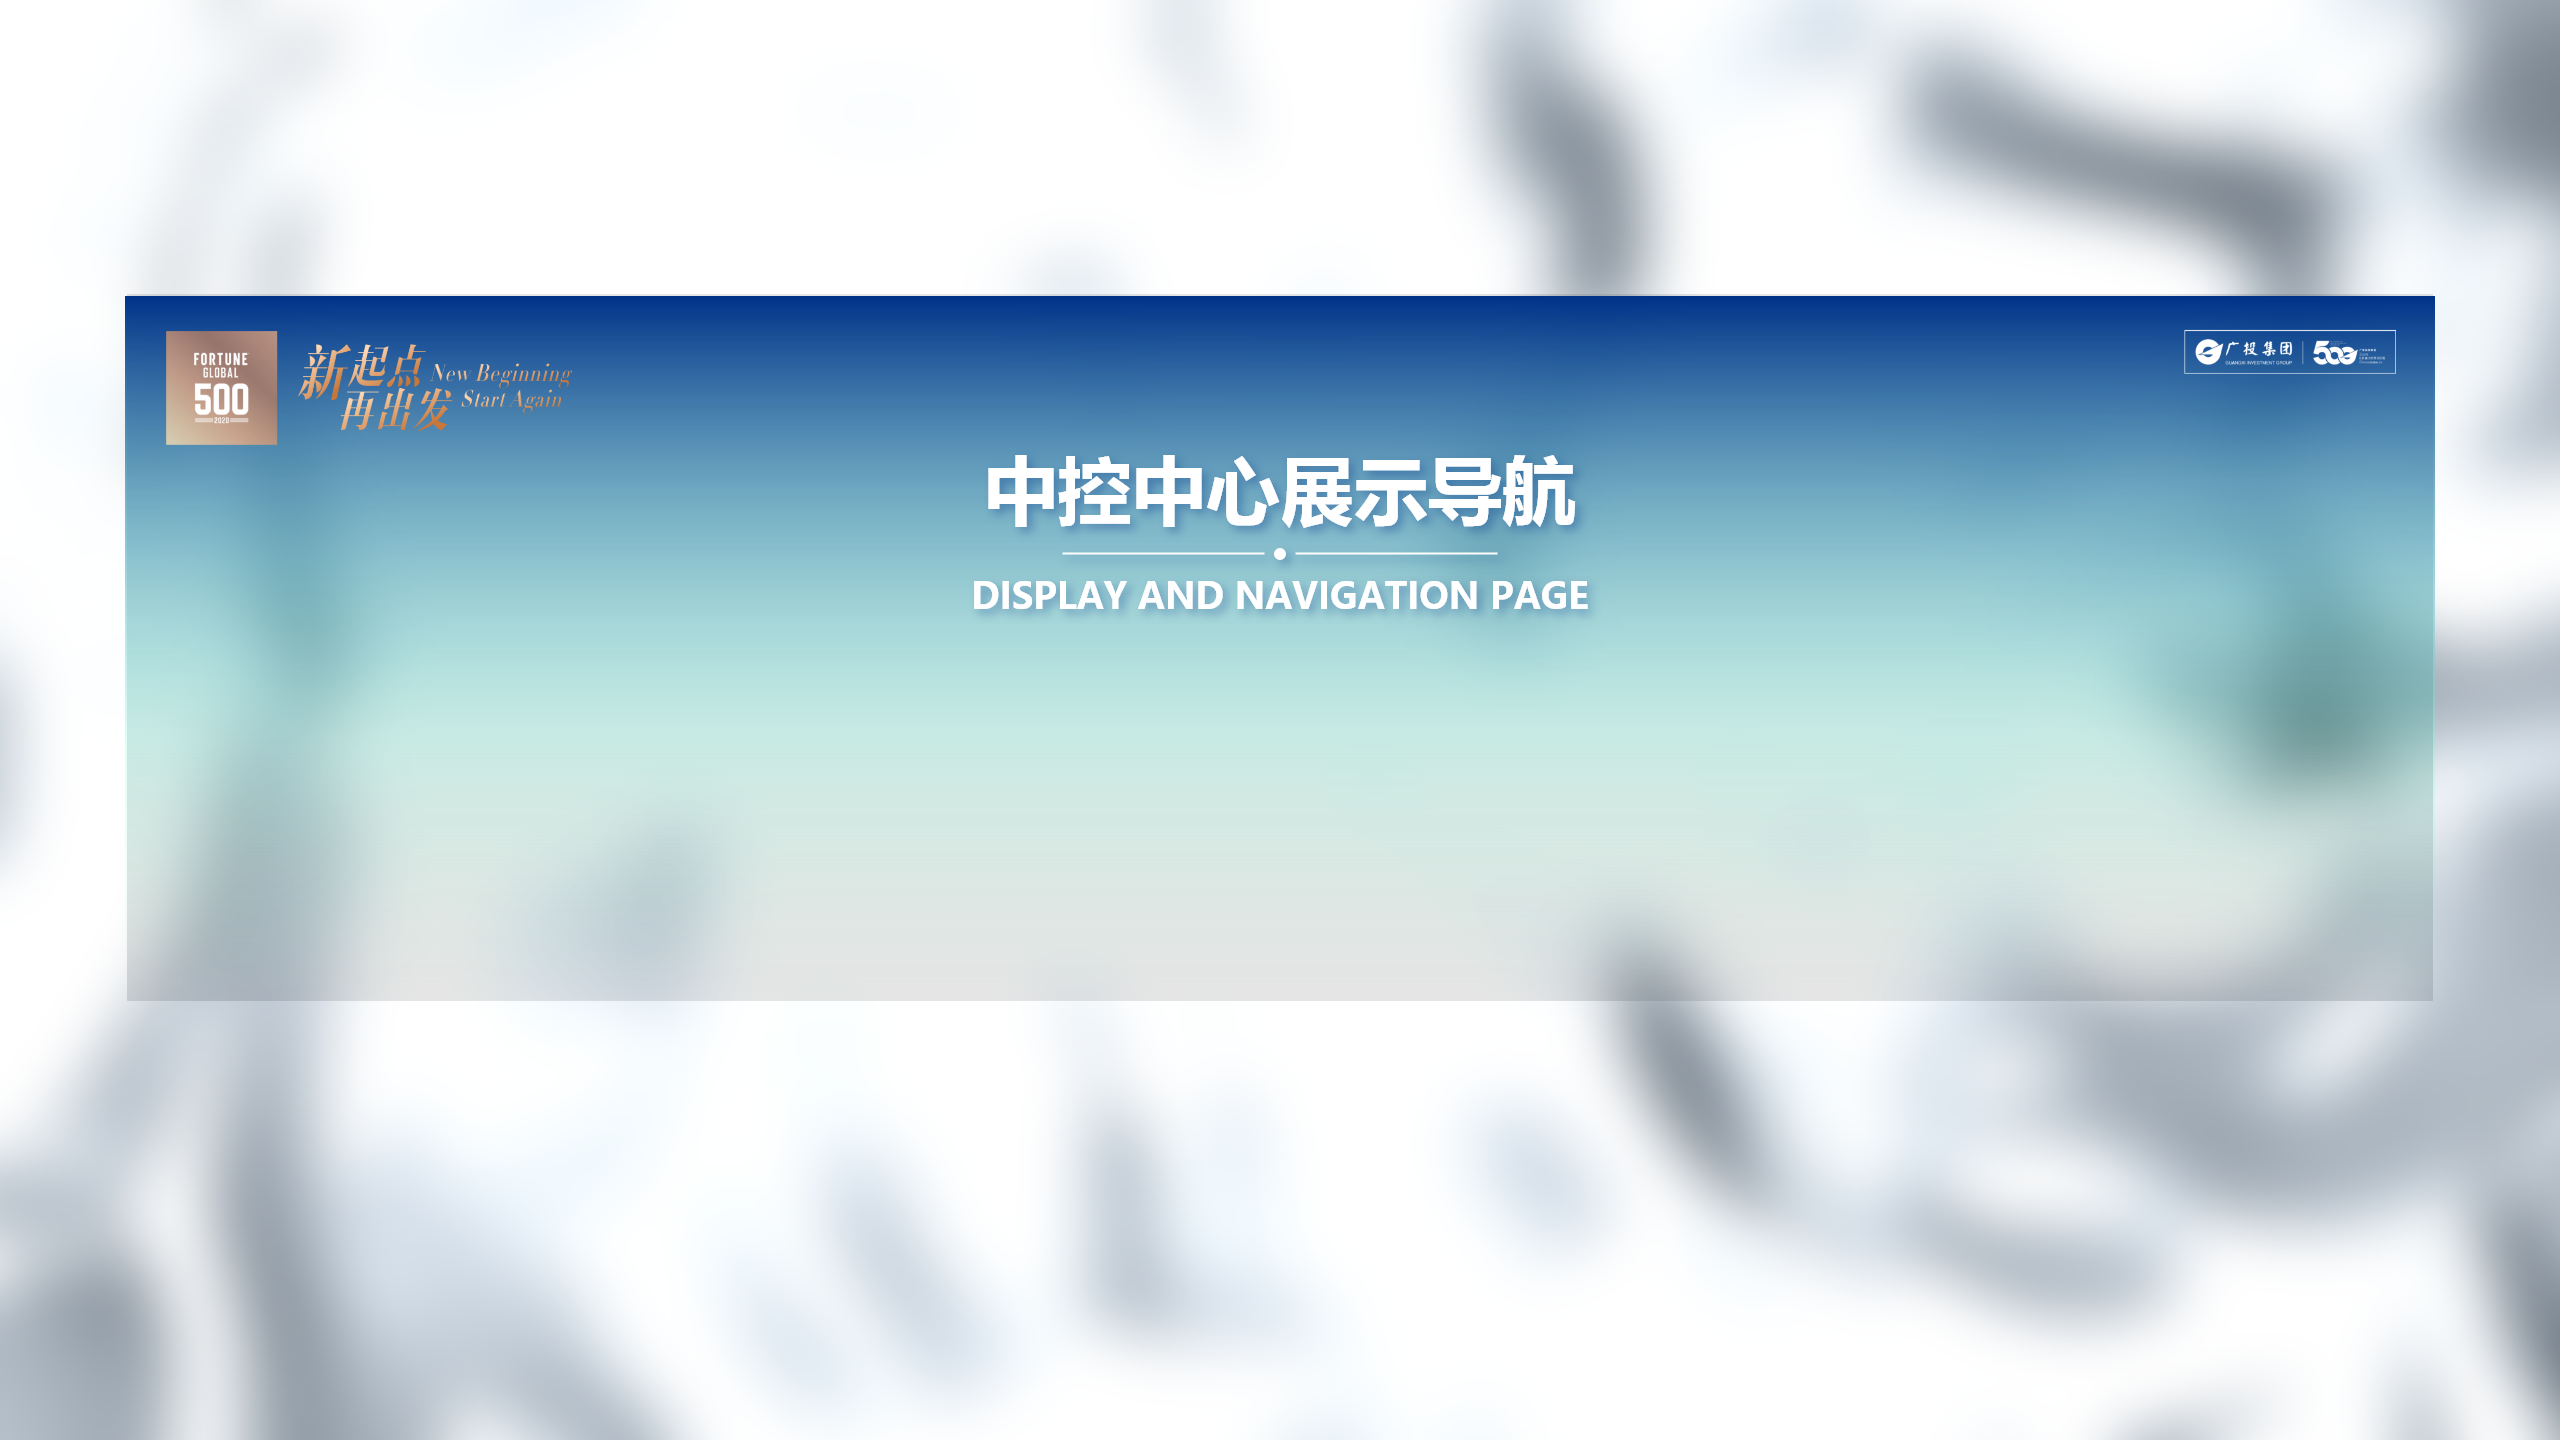 FORTUNE
GLOBAL
500
2020
新起点
再出发
New Beginning
Start Again
广投集团
GUANGXI INVESTMENT GROUP
500
中控中心展示导航
DISPLAY AND NAVIGATION PAGE